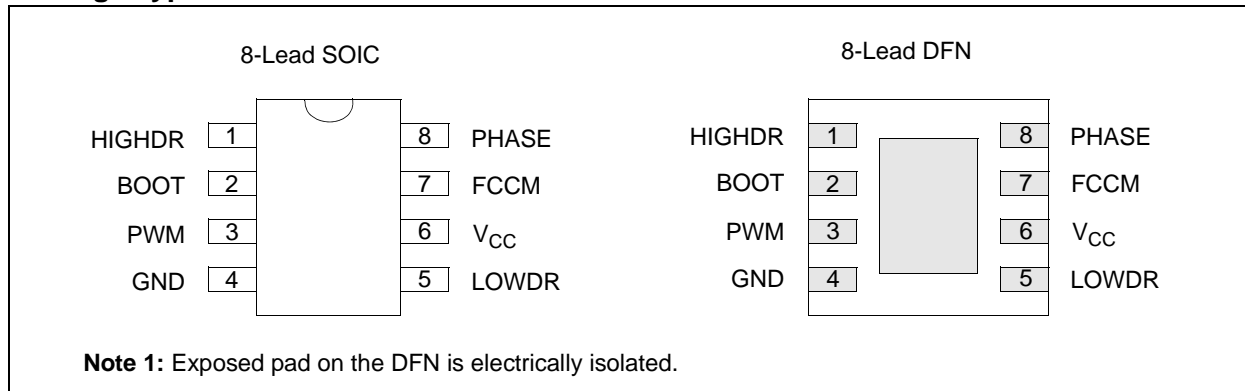 8-Lead SOIC
HIGHDR 1 8 PHASE
BOOT 2 7 FCCM
PWM 3 6 VCC
GND 4 5 LOWDR
8-Lead DFN
HIGHDR 1 8 PHASE
BOOT 2 7 FCCM
PWM 3 6 VCC
GND 4 5 LOWDR
Note 1: Exposed pad on the DFN is electrically isolated.